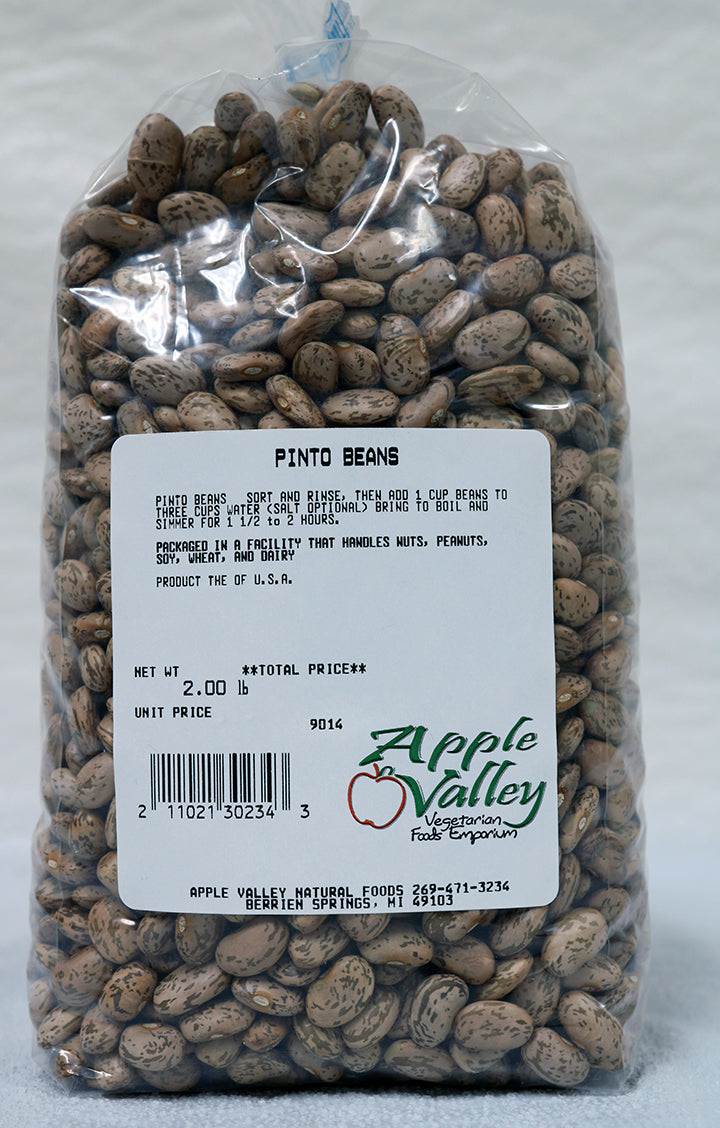 PINTO BEANS
PINTO BEANS SORT AND RINSE, THEN ADD 1 CUP BEANS TO
THREE CUPS WATER (SALT OPTIONAL) BRING TO BOIL AND
SIMMER FOR 1 1/2 to 2 HOURS.
PACKAGED IN A FACILITY THAT HANDLES NUTS, PEANUTS,
SOY, WHEAT, AND DAIRY
PRODUCT THE OF U.S.A.
NET WT **TOTAL PRICE**
2.00 lb
UNIT PRICE
9014
2 11021 30234 3
Apple
Valley
Vegetarian
Foods Emporium
APPLE VALLEY NATURAL FOODS 269-471-3234
BERRIEN SPRINGS, MI 49103